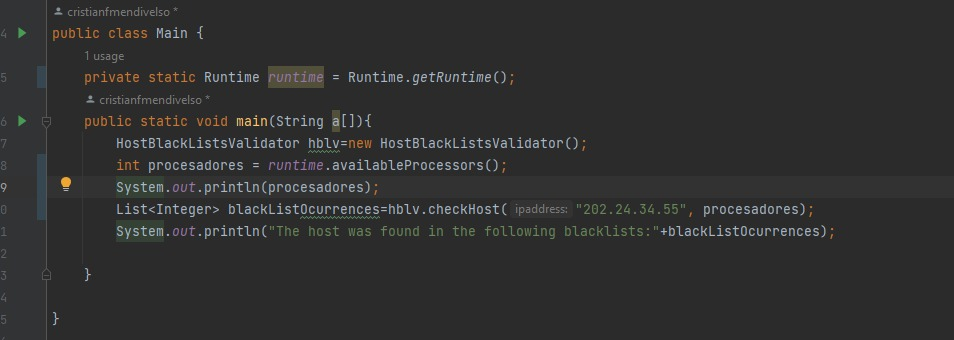 cristianfmendivelso *
4 public class Main {
1 usage
5 private static Runtime runtime = Runtime.getRuntime();
cristianfmendivelso *
6 public static void main(String a[]){
7 HostBlackListsValidator hblv=new HostBlackListsValidator();
8 int procesadores = runtime.availableProcessors();
9 System.out.println(procesadores);
0 List<Integer> blackListOcurrences=hblv.checkHost( ipaddress: "202.24.34.55", procesadores);
1 System.out.println("The host was found in the following blacklists:"+blackListOcurrences);
2
3 }
4
5 }